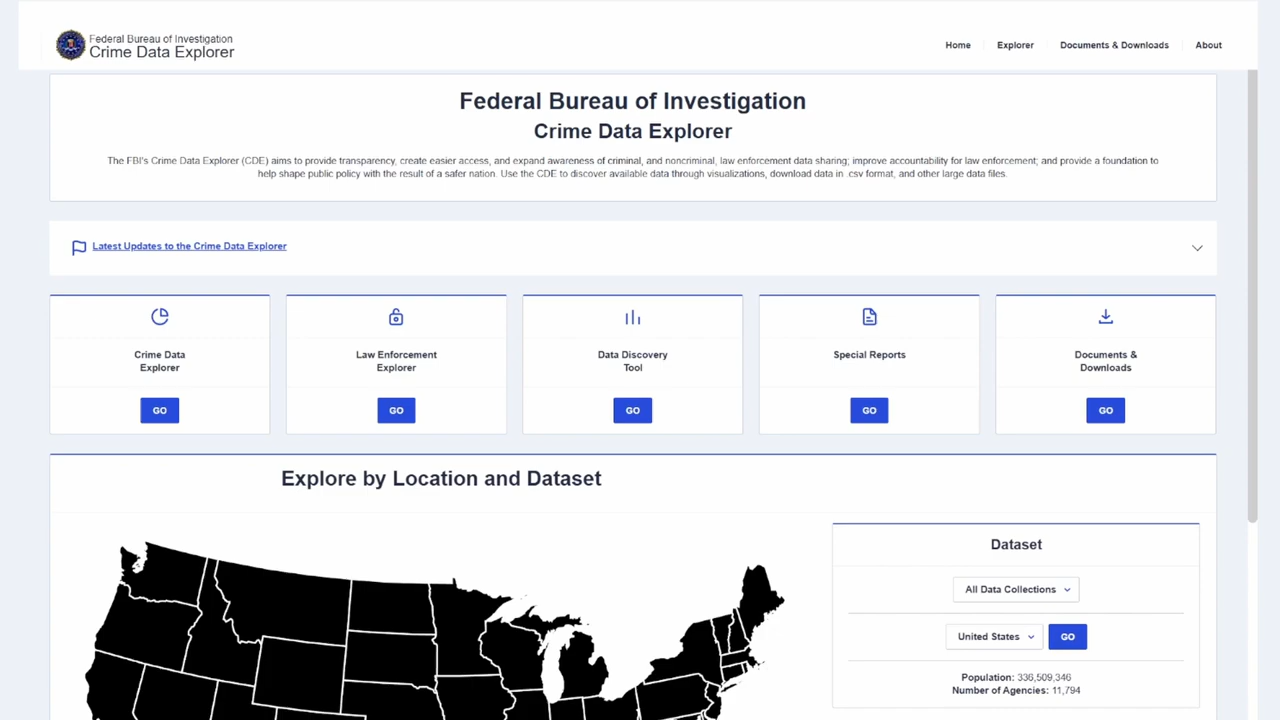 Federal Bureau of Investigation
Crime Data Explorer
Home
Explorer
Documents & Downloads
About
Federal Bureau of Investigation
Crime Data Explorer
The FBI's Crime Data Explorer (CDE) aims to provide transparency, create easier access, and expand awareness of criminal, and noncriminal, law enforcement data sharing; improve accountability for law enforcement; and provide a foundation to
help shape public policy with the result of a safer nation. Use the CDE to discover available data through visualizations, download data in .csv format, and other large data files.
Latest Updates to the Crime Data Explorer
Crime Data
Explorer
GO
Law Enforcement
Explorer
GO
Data Discovery
Tool
GO
Special Reports
GO
Documents &
Downloads
GO
Explore by Location and Dataset
Dataset
All Data Collections
United States
GO
Population: 336,509,346
Number of Agencies: 11,794